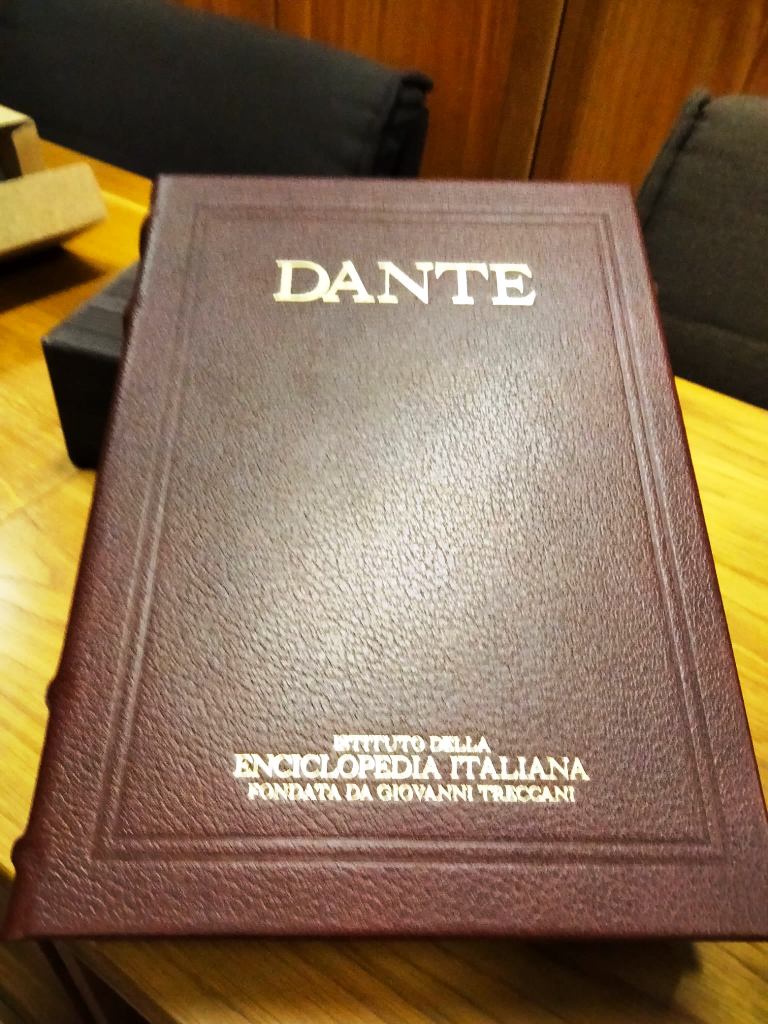 DANTE
ISTITUTO DELLA
ENCICLOPEDIA ITALIANA
FONDATA DA GIOVANNI TRECCANI